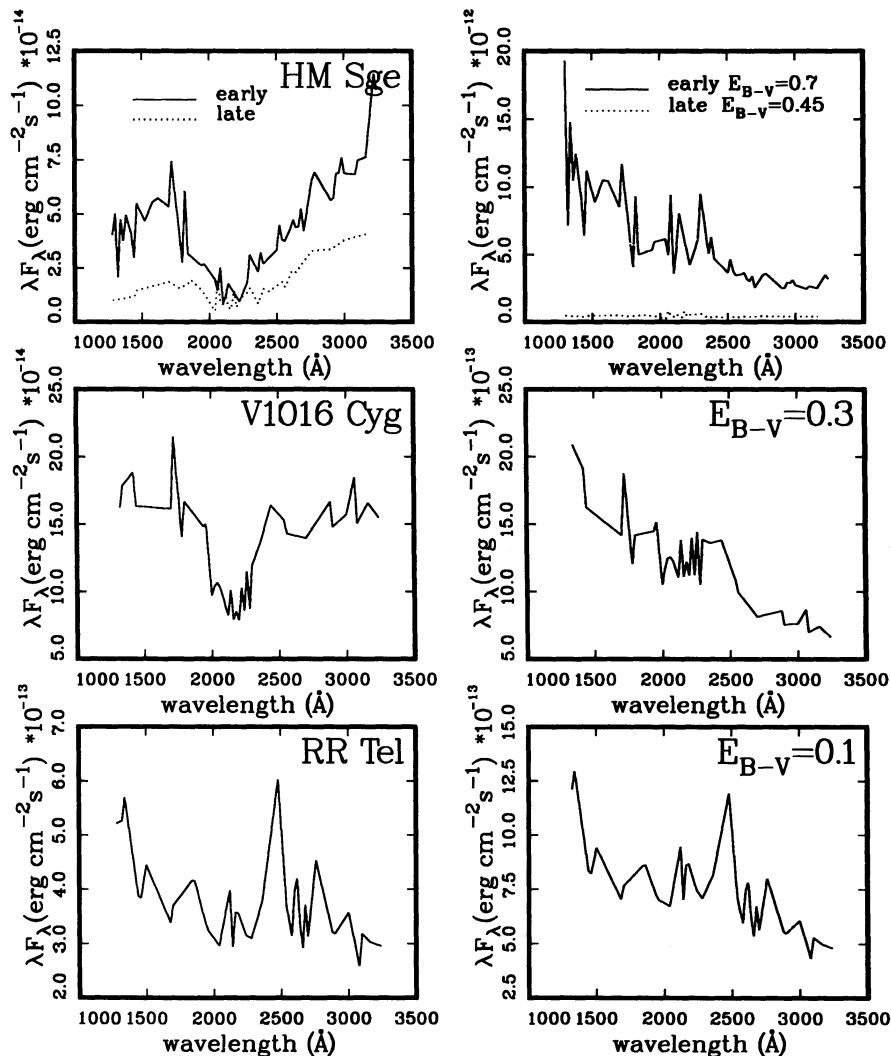 λF_λ(erg cm⁻²s⁻¹) *10⁻¹⁴
0.0 2.5 5.0 7.5 10.0 12.5
HM Sge
early
late
1000 1500 2000 2500 3000 3500
wavelength (Å)
λF_λ(erg cm⁻²s⁻¹) *10⁻¹²
0.0 5.0 10.0 15.0 20.0
early E_B-V=0.7
late E_B-V=0.45
1000 1500 2000 2500 3000 3500
wavelength (Å)
λF_λ(erg cm⁻²s⁻¹) *10⁻¹⁴
5.0 10.0 15.0 20.0 25.0
V1016 Cyg
1000 1500 2000 2500 3000 3500
wavelength (Å)
λF_λ(erg cm⁻²s⁻¹) *10⁻¹³
5.0 10.0 15.0 20.0 25.0
E_B-V=0.3
1000 1500 2000 2500 3000 3500
wavelength (Å)
λF_λ(erg cm⁻²s⁻¹) *10⁻¹³
2.0 3.0 4.0 5.0 6.0 7.0
RR Tel
1000 1500 2000 2500 3000 3500
wavelength (Å)
λF_λ(erg cm⁻²s⁻¹) *10⁻¹³
2.5 5.0 7.5 10.0 12.5 15.0
E_B-V=0.1
1000 1500 2000 2500 3000 3500
wavelength (Å)